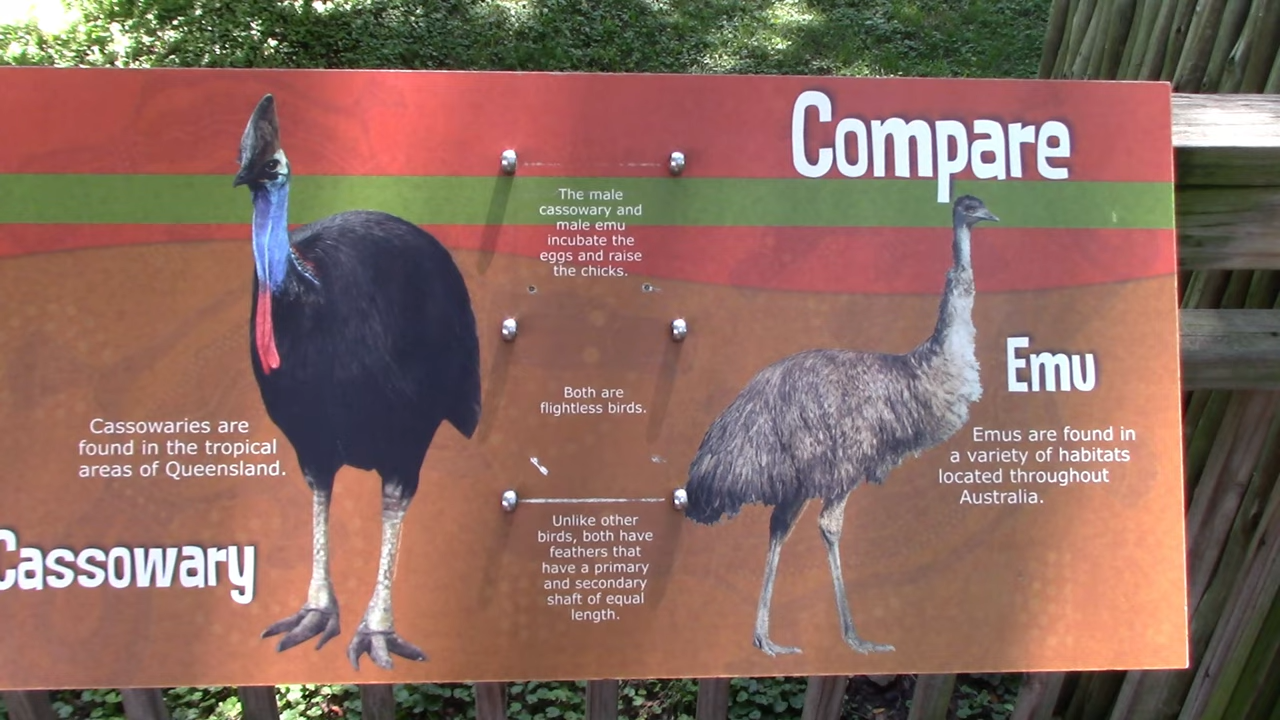 Compare
The male
cassowary and
male emu
incubate the
eggs and raise
the chicks.
Emu
Both are
flightless birds.
Cassowaries are
found in the tropical
areas of Queensland.
Emus are found in
a variety of habitats
located throughout
Australia.
Unlike other
birds, both have
feathers that
have a primary
and secondary
shaft of equal
length.
Cassowary